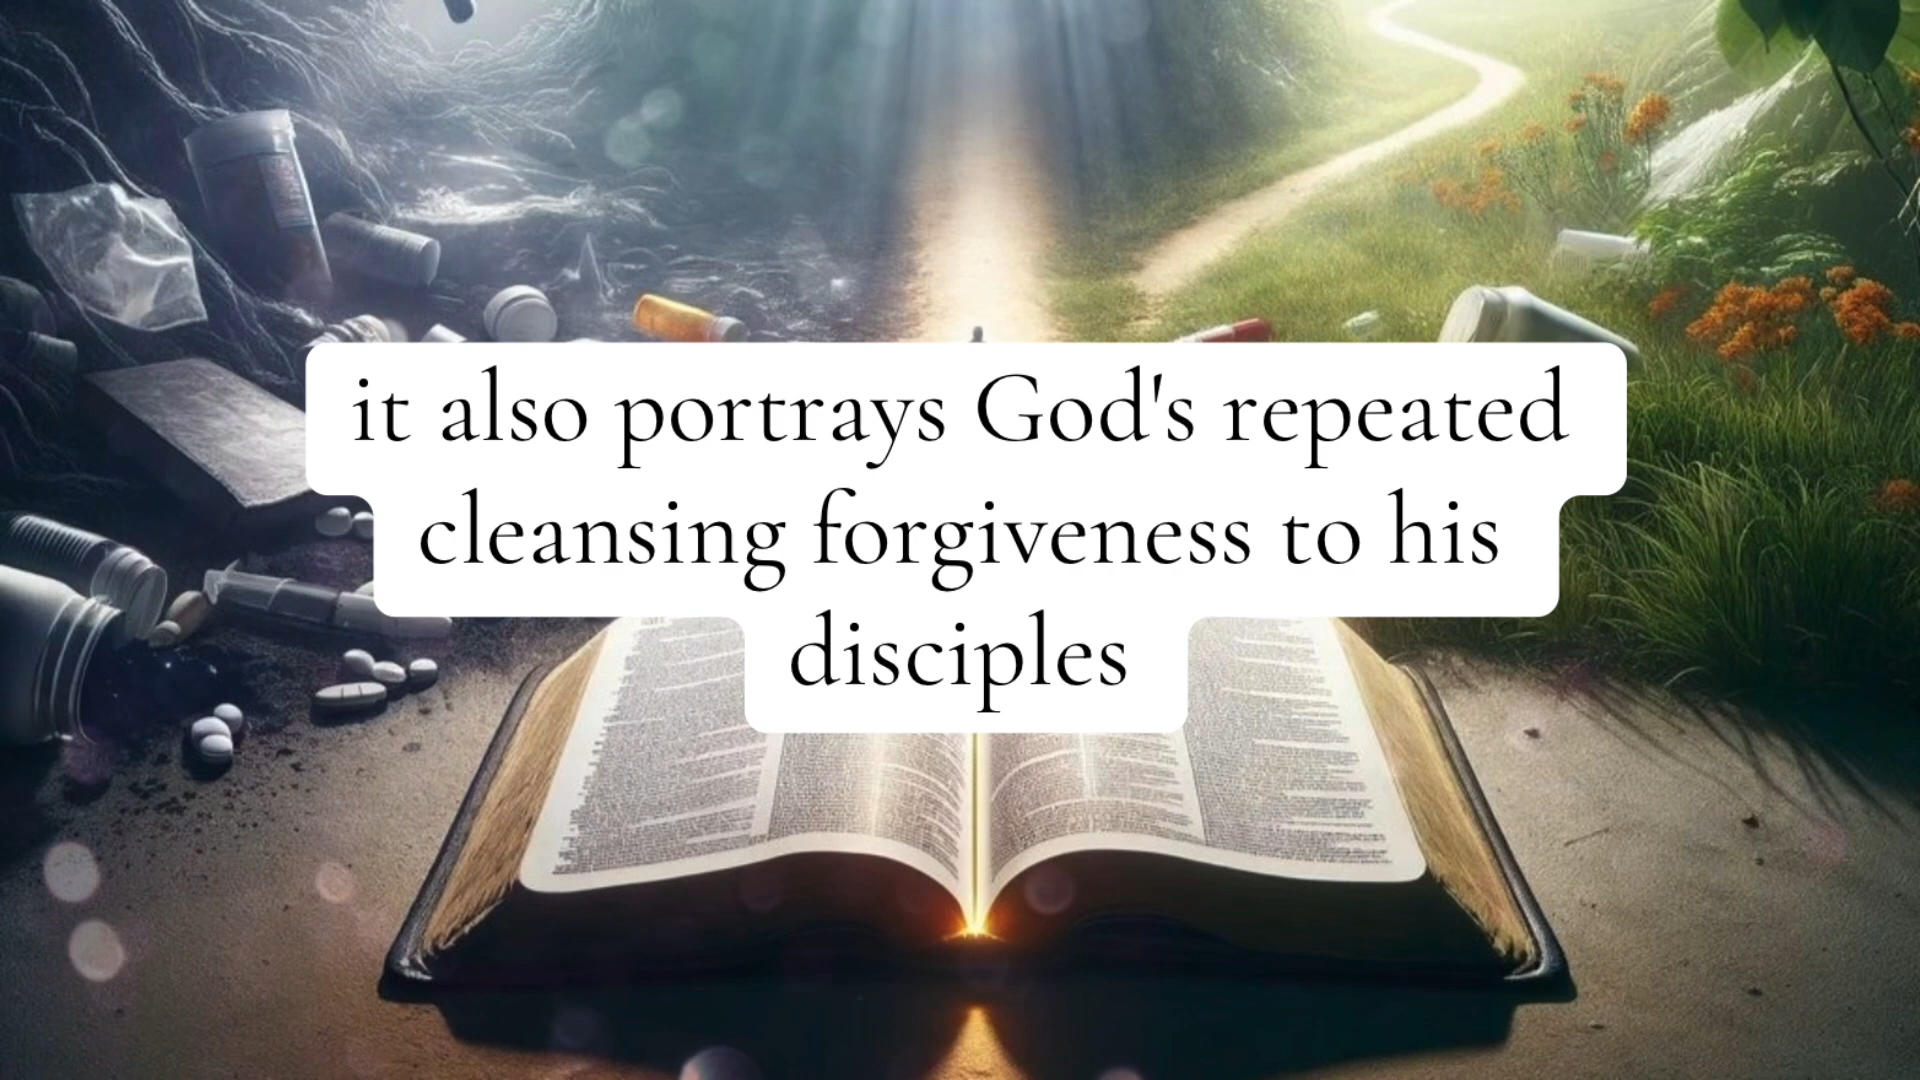 it also portrays God's repeated
cleansing forgiveness to his
disciples